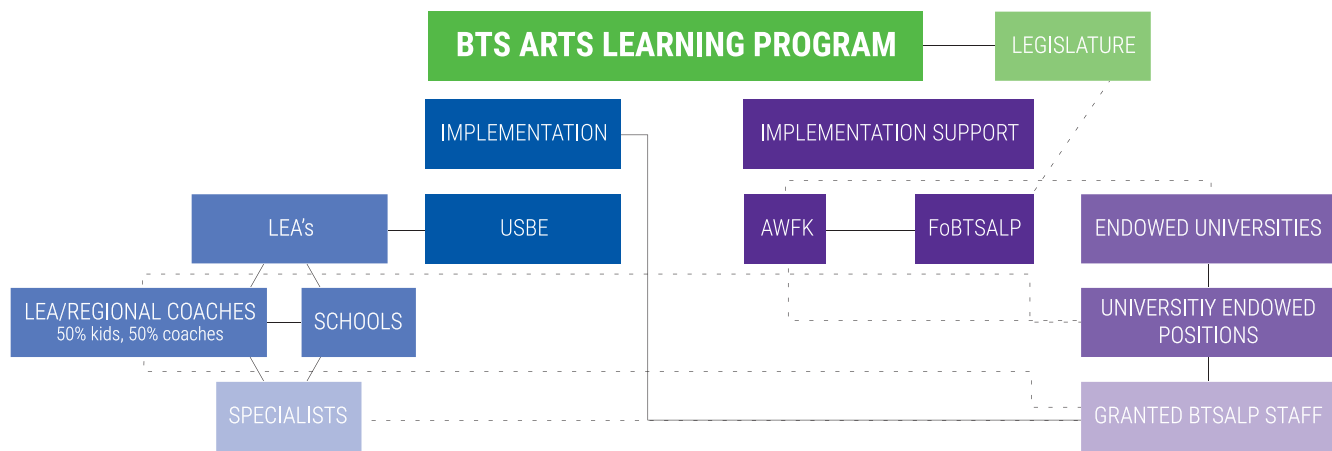 BTS ARTS LEARNING PROGRAM
LEGISLATURE
IMPLEMENTATION
IMPLEMENTATION SUPPORT
LEA's
USBE
AWFK
FoBTSALP
ENDOWED UNIVERSITIES
LEA/REGIONAL COACHES
50% kids, 50% coaches
SCHOOLS
UNIVERSITIY ENDOWED
POSITIONS
SPECIALISTS
GRANTED BTSALP STAFF